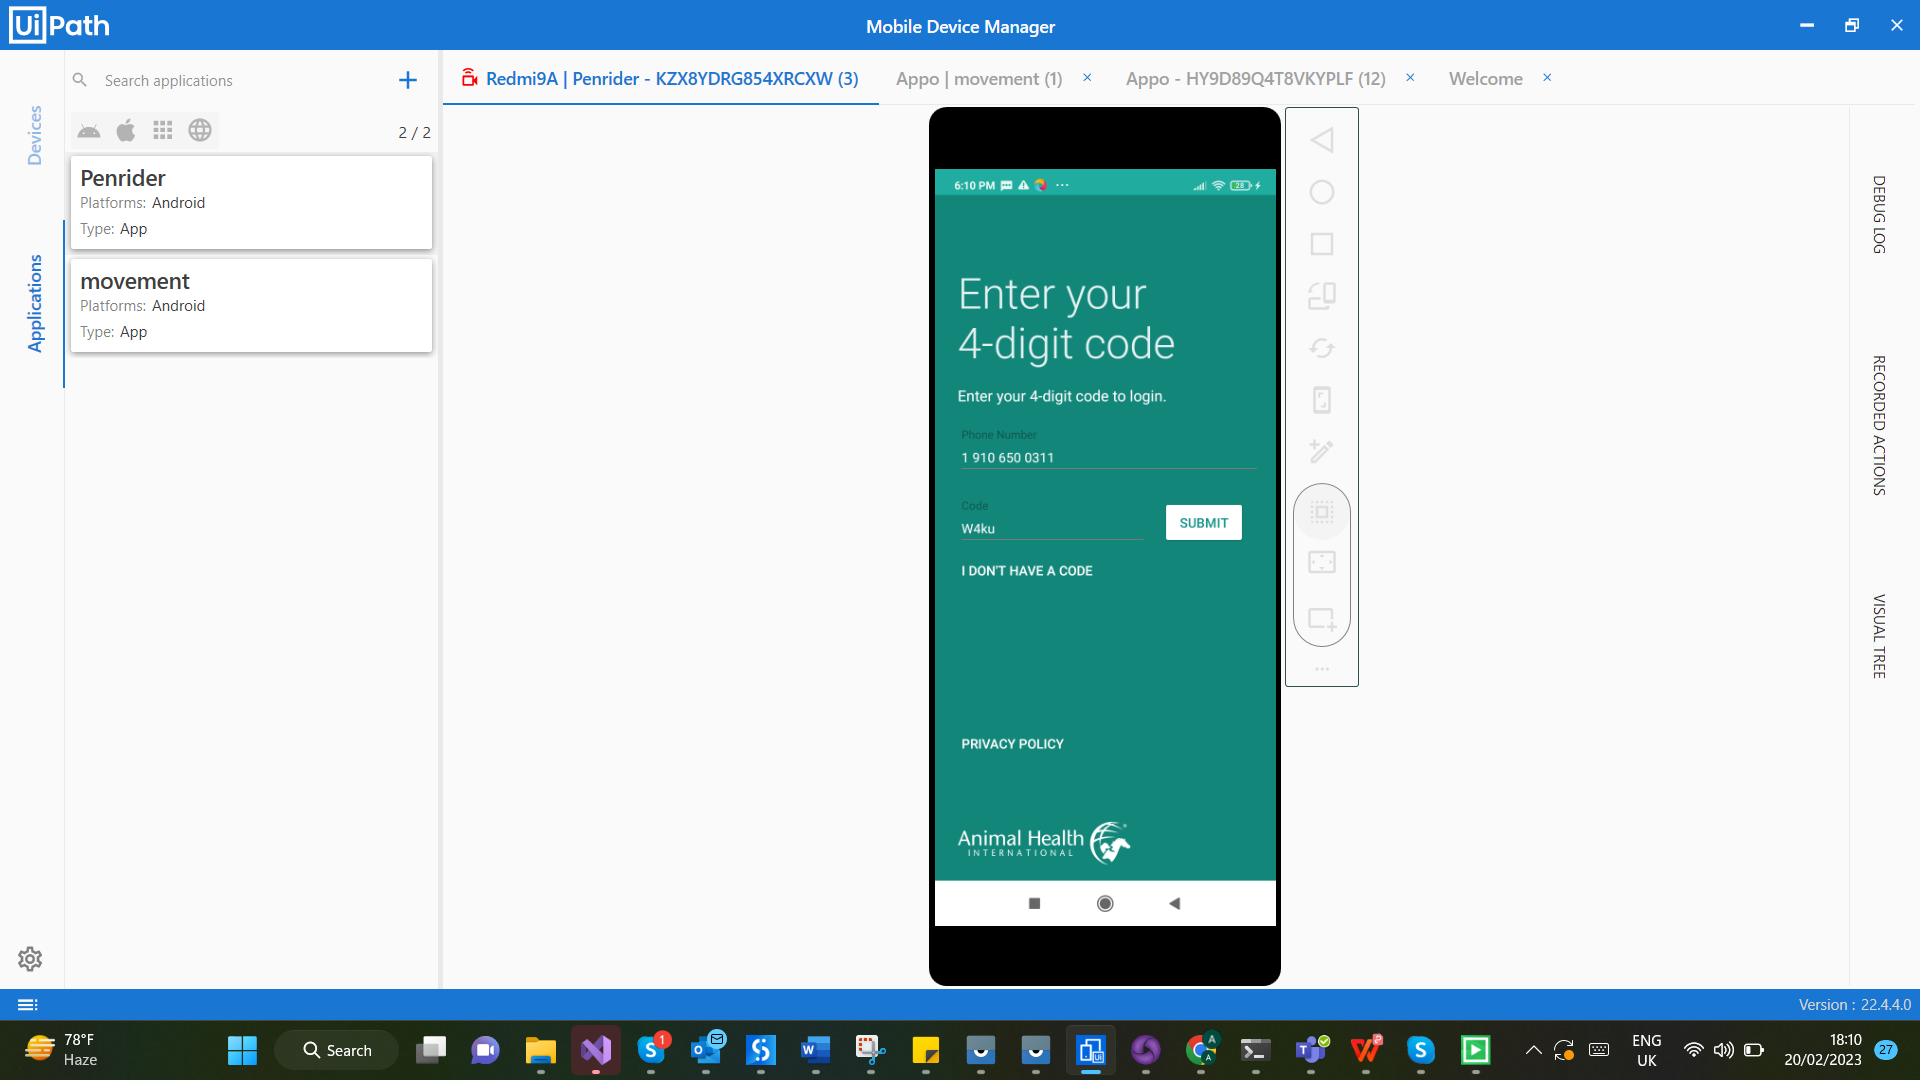 UiPath
Mobile Device Manager
Devices
Applications
Search applications
2 / 2
Penrider
Platforms: Android
Type: App
movement
Platforms: Android
Type: App
Redmi9A | Penrider - KZX8YDRG854XRCXW (3)
Appo | movement (1)
Appo - HY9D89Q4T8VKYPLF (12)
Welcome
6:10 PM
28
Enter your
4-digit code
Enter your 4-digit code to login.
Phone Number
1 910 650 0311
Code
W4ku
SUBMIT
I DON'T HAVE A CODE
PRIVACY POLICY
Animal Health
INTERNATIONAL
DEBUG LOG
RECORDED ACTIONS
VISUAL TREE
Version : 22.4.4.0
78°F
Haze
Search
1
ENG
UK
18:10
20/02/2023
27